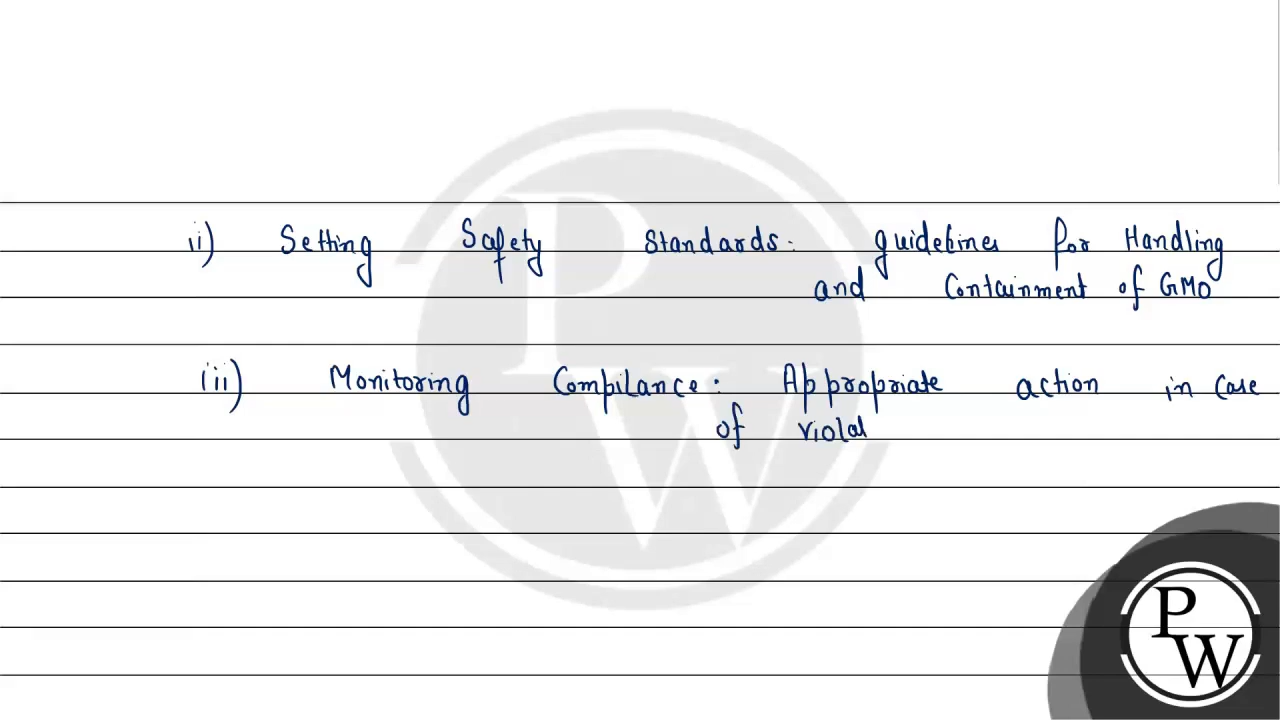 ii) Setting Safety Standards: guidelines for Handling
and Containment of GMO
iii) Monitoring Compilance: Appropriate action in case
of violat
P
W
P
W